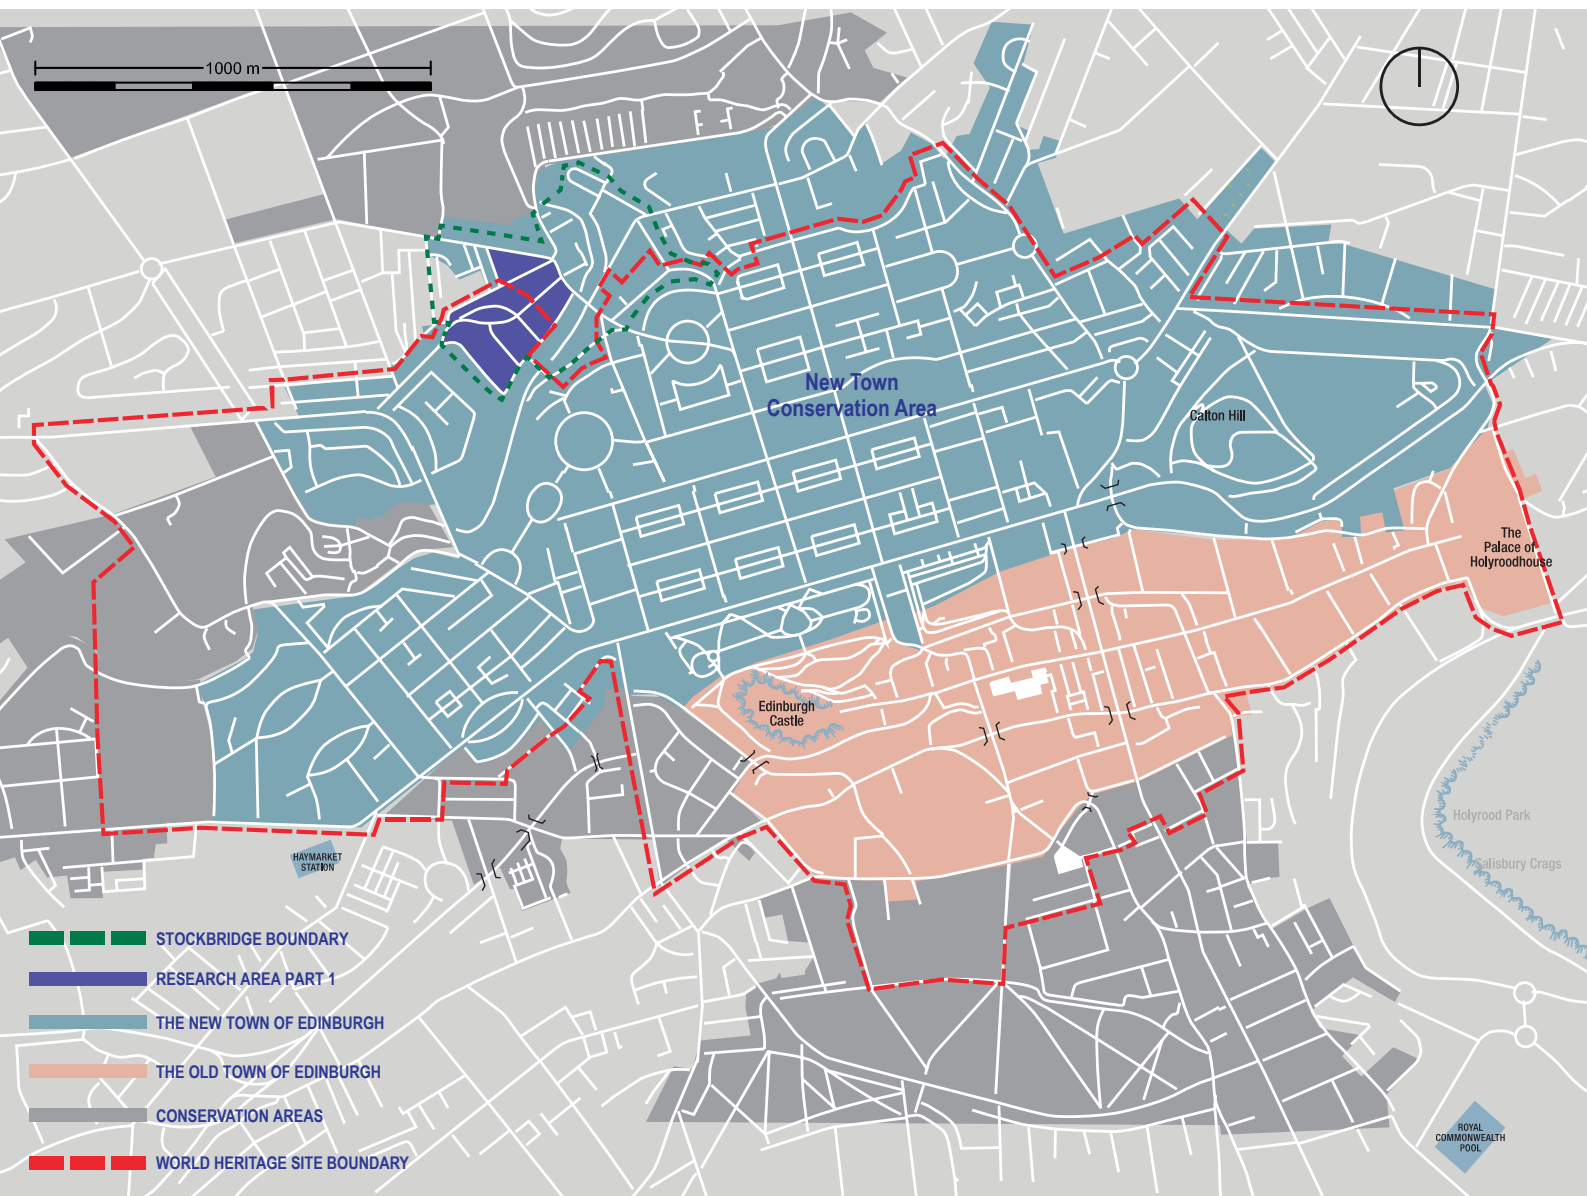 1000 m
New Town
Conservation Area
Calton Hill
The
Palace of
Holyroodhouse
Edinburgh
Castle
Holyrood Park
Salisbury Crags
HAYMARKET
STATION
STOCKBRIDGE BOUNDARY
RESEARCH AREA PART 1
THE NEW TOWN OF EDINBURGH
THE OLD TOWN OF EDINBURGH
CONSERVATION AREAS
WORLD HERITAGE SITE BOUNDARY
ROYAL
COMMONWEALTH
POOL